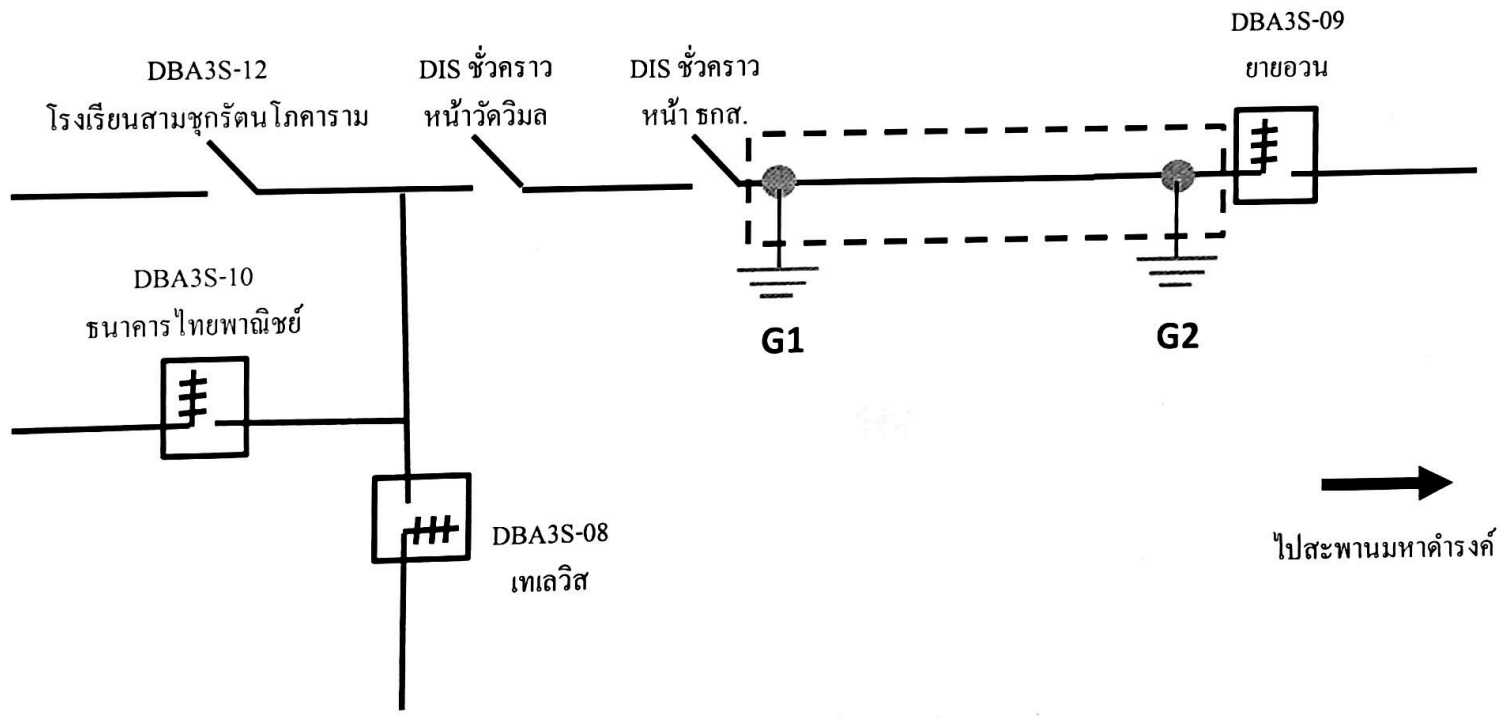 DBA3S-09
ยายอวน
DBA3S-12
โรงเรียนสามชุกรัตนโภคาราม
DIS ชั่วคราว
หน้าวัดวิมล
DIS ชั่วคราว
หน้า ธกส.
G1
G2
DBA3S-10
ธนาคารไทยพาณิชย์
DBA3S-08
เทเลวิส
ไปสะพานมหาดำรงค์